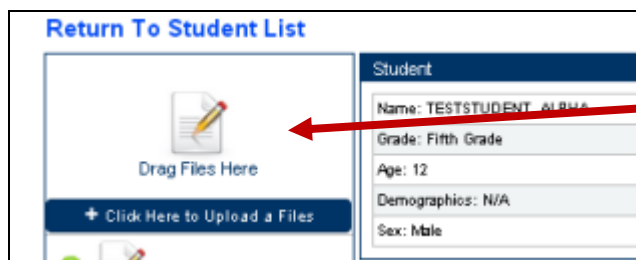 Return To Student List
Drag Files Here
+ Click Here to Upload a Files
Student
Name: TESTSTUDENT, ALPHA
Grade: Fifth Grade
Age: 12
Demographics: N/A
Sex: Male